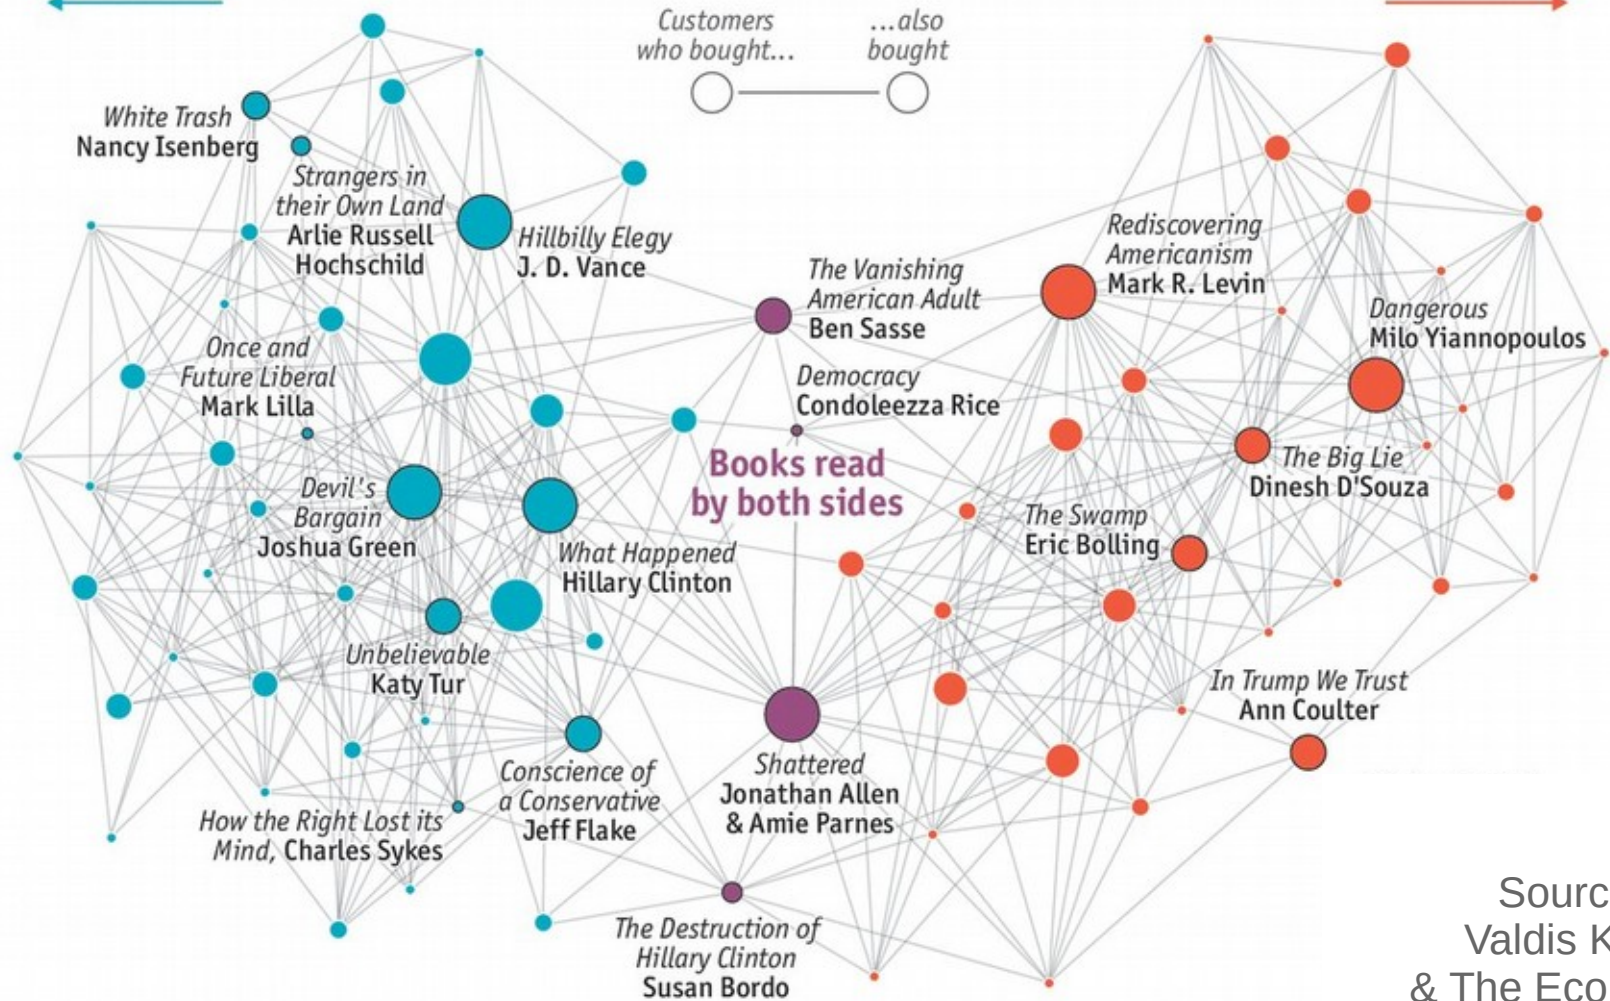 Customers
who bought...
...also
bought
White Trash
Nancy Isenberg
Strangers in
their Own Land
Arlie Russell
Hochschild
Hillbilly Elegy
J. D. Vance
The Vanishing
American Adult
Ben Sasse
Rediscovering
Americanism
Mark R. Levin
Dangerous
Milo Yiannopoulos
Once and
Future Liberal
Mark Lilla
Democracy
Condoleezza Rice
Books read
by both sides
The Big Lie
Dinesh D'Souza
Devil's
Bargain
Joshua Green
The Swamp
Eric Bolling
What Happened
Hillary Clinton
Unbelievable
Katy Tur
In Trump We Trust
Ann Coulter
Conscience of
a Conservative
Jeff Flake
Shattered
Jonathan Allen
& Amie Parnes
How the Right Lost its
Mind, Charles Sykes
The Destruction of
Hillary Clinton
Susan Bordo
Sourc
Valdis K
& The Eco